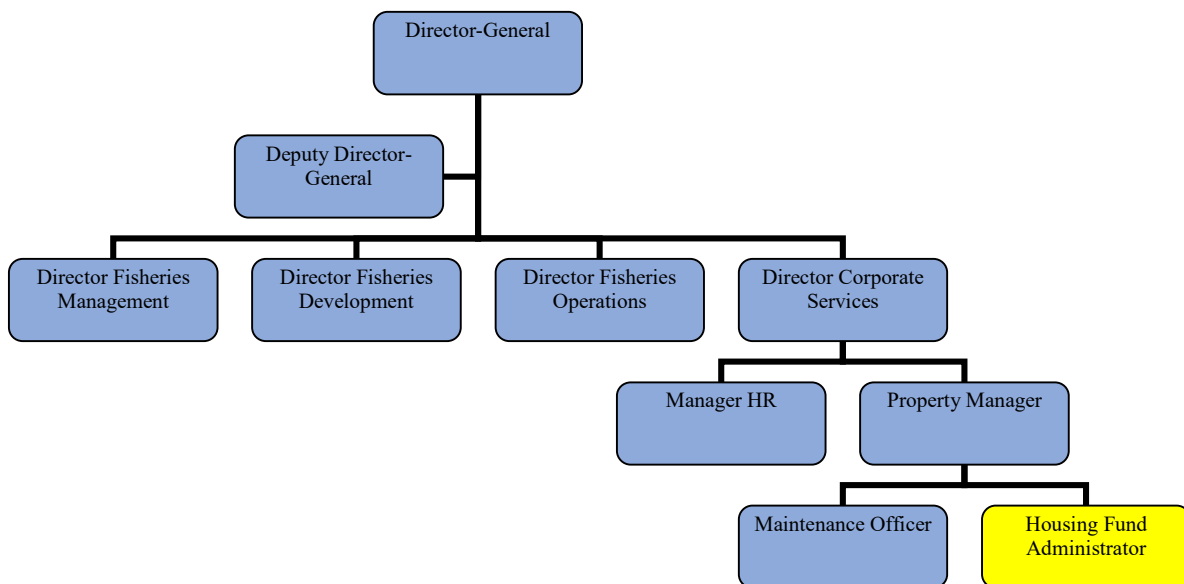 Director-General
Deputy Director-
General
Director Fisheries
Management
Director Fisheries
Development
Director Fisheries
Operations
Director Corporate
Services
Manager HR
Property Manager
Maintenance Officer
Housing Fund
Administrator